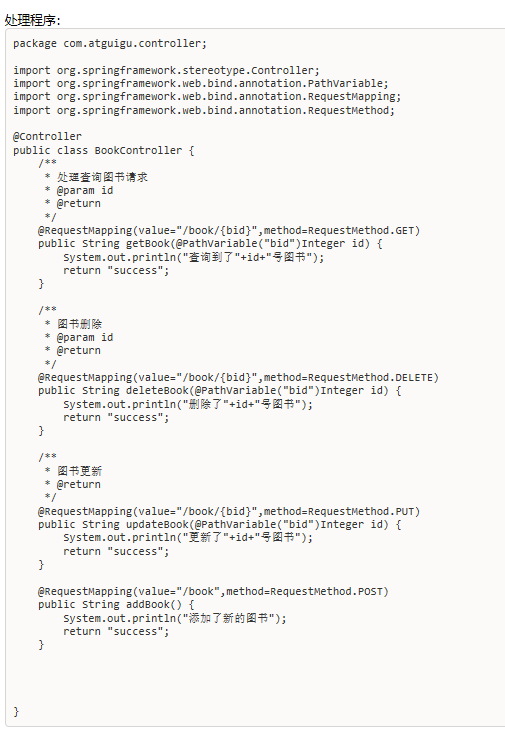 处理程序:
package com.atguigu.controller;
import org.springframework.stereotype.Controller;
import org.springframework.web.bind.annotation.PathVariable;
import org.springframework.web.bind.annotation.RequestMapping;
import org.springframework.web.bind.annotation.RequestMethod;
@Controller
public class BookController {
    /**
     * 处理查询图书请求
     * @param id
     * @return
     */
    @RequestMapping(value="/book/{bid}",method=RequestMethod.GET)
    public String getBook(@PathVariable("bid")Integer id) {
        System.out.println("查询到了"+id+"号图书");
        return "success";
    }
    /**
     * 图书删除
     * @param id
     * @return
     */
    @RequestMapping(value="/book/{bid}",method=RequestMethod.DELETE)
    public String deleteBook(@PathVariable("bid")Integer id) {
        System.out.println("删除了"+id+"号图书");
        return "success";
    }
    /**
     * 图书更新
     * @return
     */
    @RequestMapping(value="/book/{bid}",method=RequestMethod.PUT)
    public String updateBook(@PathVariable("bid")Integer id) {
        System.out.println("更新了"+id+"号图书");
        return "success";
    }
    @RequestMapping(value="/book",method=RequestMethod.POST)
    public String addBook() {
        System.out.println("添加了新的图书");
        return "success";
    }
}